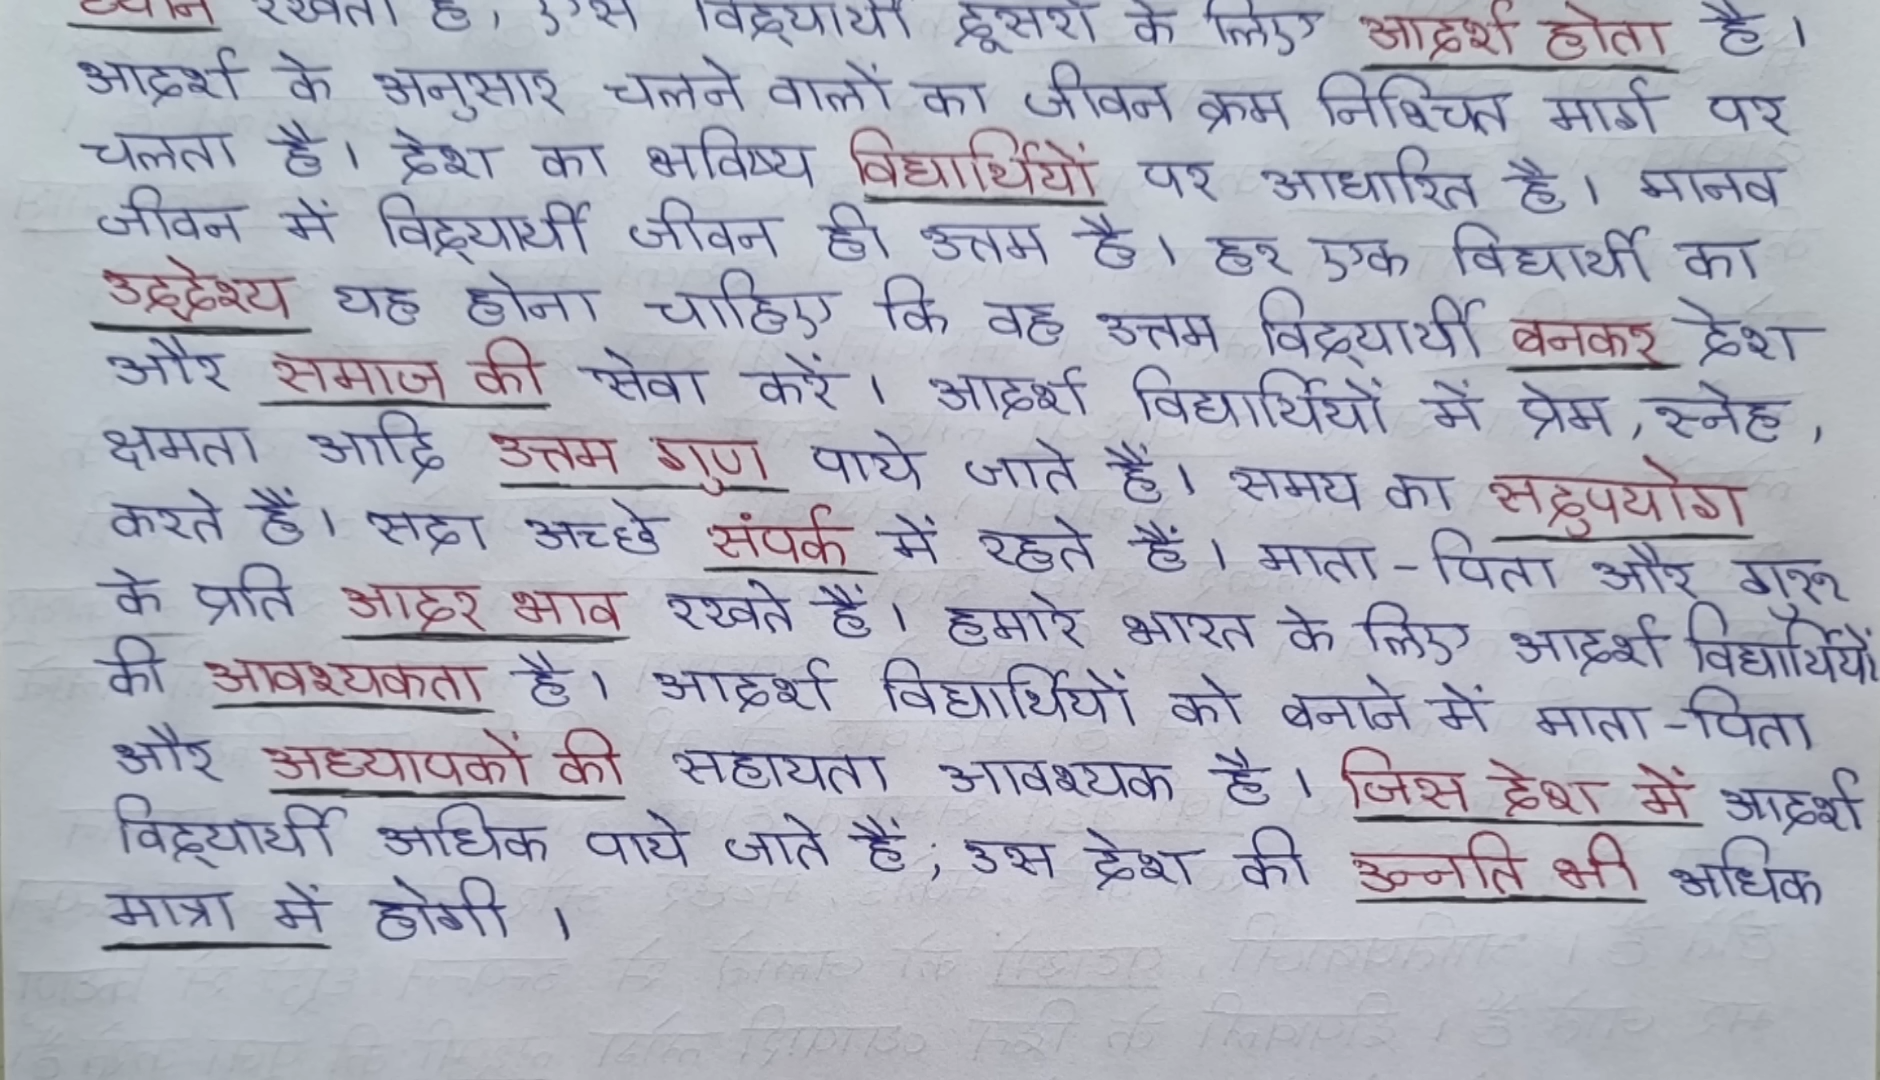 ध्यान रखता है, ऐसे विद्‌यार्थी दूसरों के लिए आदर्श होता है।
आदर्श के अनुसार चलने वालों का जीवन क्रम निश्चित मार्ग पर
चलता है। देश का भविष्य विद्यार्थियों पर आधारित है। मानव
जीवन में विद्‌यार्थी जीवन ही उत्तम है। हर एक विद्यार्थी का
उद्‌देश्य यह होना चाहिए कि वह उत्तम विद्‌यार्थी बनकर देश
और समाज की सेवा करें। आदर्श विद्यार्थियों में प्रेम, स्नेह,
क्षमता आदि उत्तम गुण पाये जाते हैं। समय का सदुपयोग
करते हैं। सदा अच्छे संपर्क में रहते हैं। माता-पिता और गुरु
के प्रति आदर भाव रखते हैं। हमारे भारत के लिए आदर्श विद्यार्थियों
की आवश्यकता है। आदर्श विद्यार्थियों को बनाने में माता-पिता
और अध्यापकों की सहायता आवश्यक है। जिस देश में आदर्श
विद्‌यार्थी अधिक पाये जाते हैं, उस देश की उन्नति भी अधिक
मात्रा में होगी।